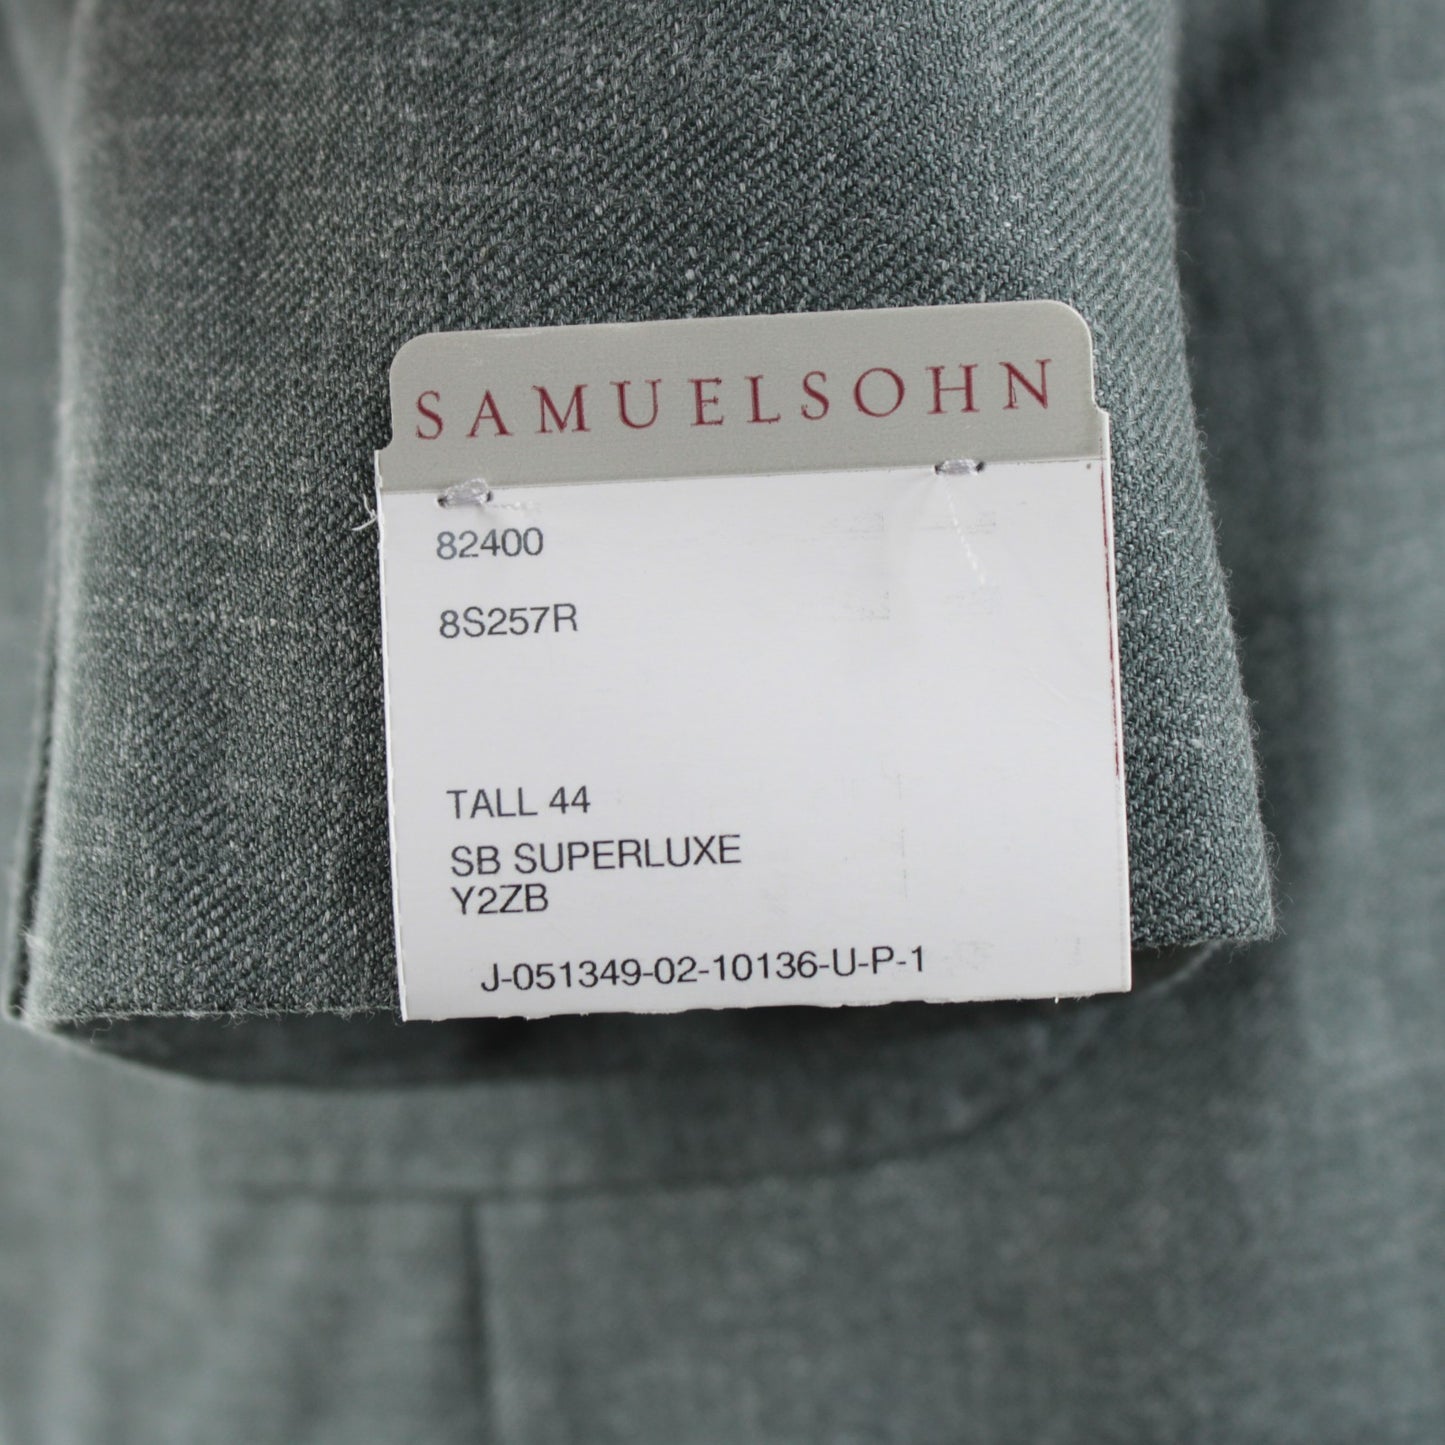 SAMUELSOHN
82400
8S257R
TALL 44
SB SUPERLUXE
Y2ZB
J-051349-02-10136-U-P-1